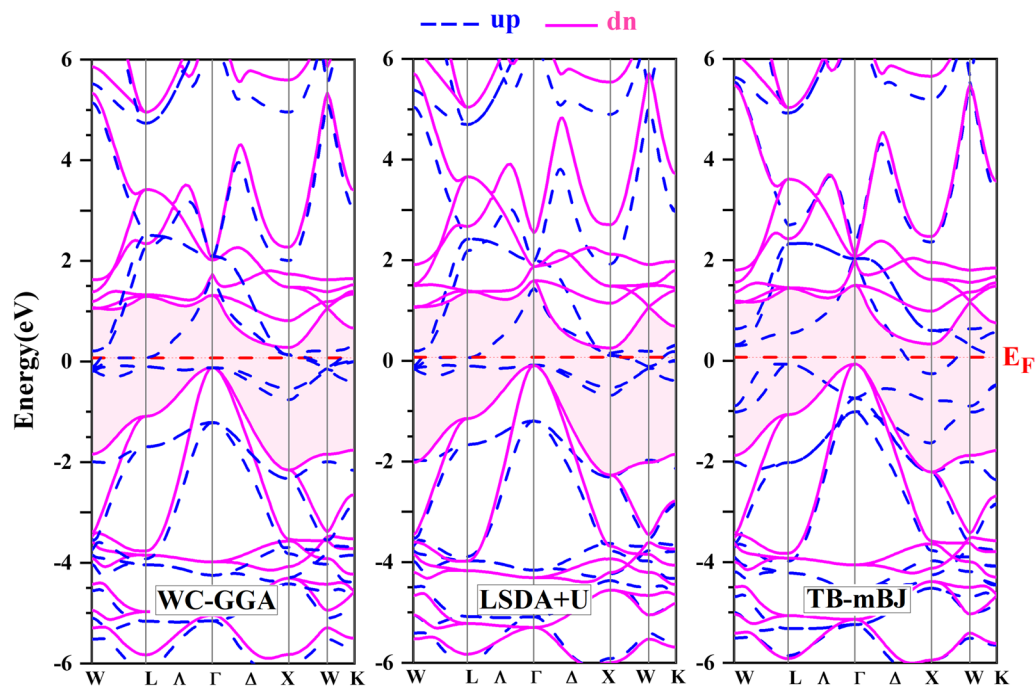 up dn
Energy(eV)
6 4 2 0 -2 -4 -6
6 4 2 0 -2 -4 -6
6 4 2 0 -2 -4 -6
E_F
WC-GGA
LSDA+U
TB-mBJ
W L Λ Γ Δ X W K
W L Λ Γ Δ X W K
W L Λ Γ Δ X W K